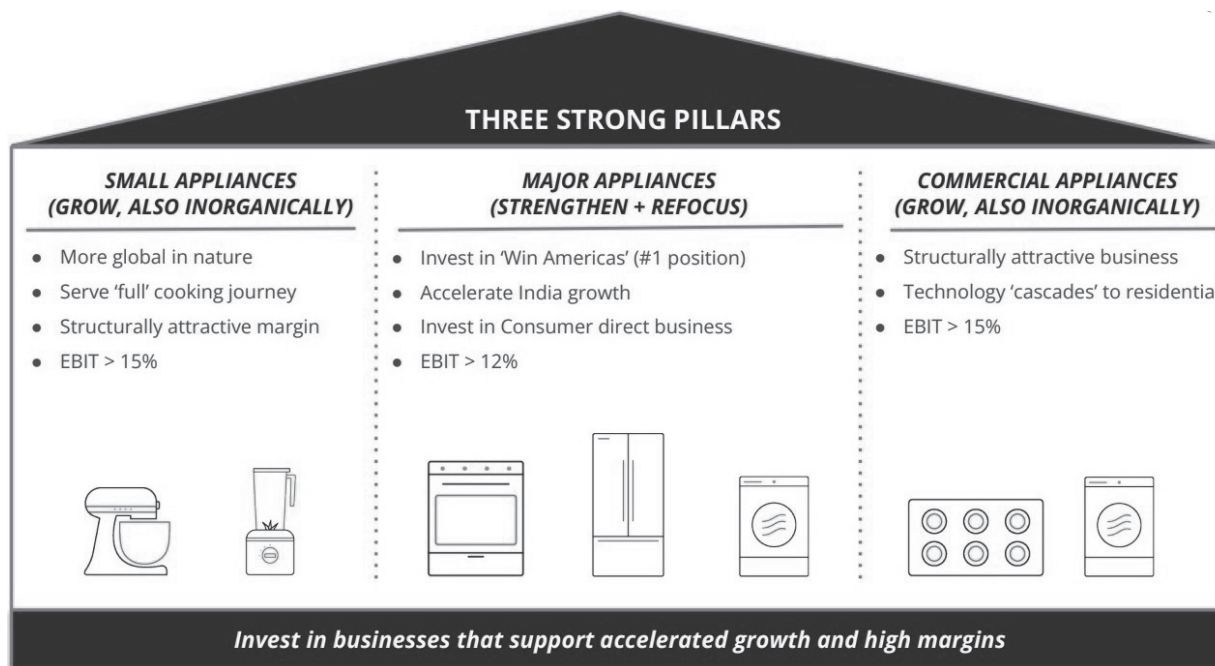 THREE STRONG PILLARS
SMALL APPLIANCES
(GROW, ALSO INORGANICALLY)
● More global in nature
● Serve ‘full’ cooking journey
● Structurally attractive margin
● EBIT > 15%
MAJOR APPLIANCES
(STRENGTHEN + REFOCUS)
● Invest in ‘Win Americas’ (#1 position)
● Accelerate India growth
● Invest in Consumer direct business
● EBIT > 12%
COMMERCIAL APPLIANCES
(GROW, ALSO INORGANICALLY)
● Structurally attractive business
● Technology ‘cascades’ to residentia
● EBIT > 15%
Invest in businesses that support accelerated growth and high margins